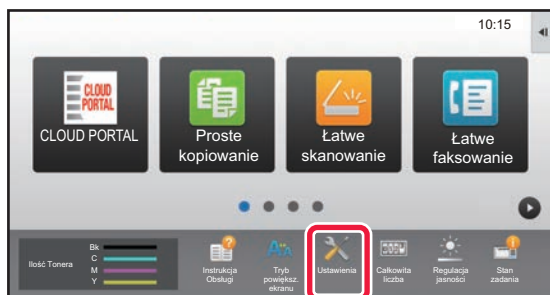 10:15
CLOUD
PORTAL
CLOUD PORTAL
Proste
kopiowanie
Łatwe
skanowanie
Łatwe
faksowanie
Ilość Tonera
Bk
C
M
Y
Instrukcja
Obsługi
Tryb
powiększ.
ekranu
Ustawienia
Całkowita
liczba
Regulacja
jasności
Stan
zadania